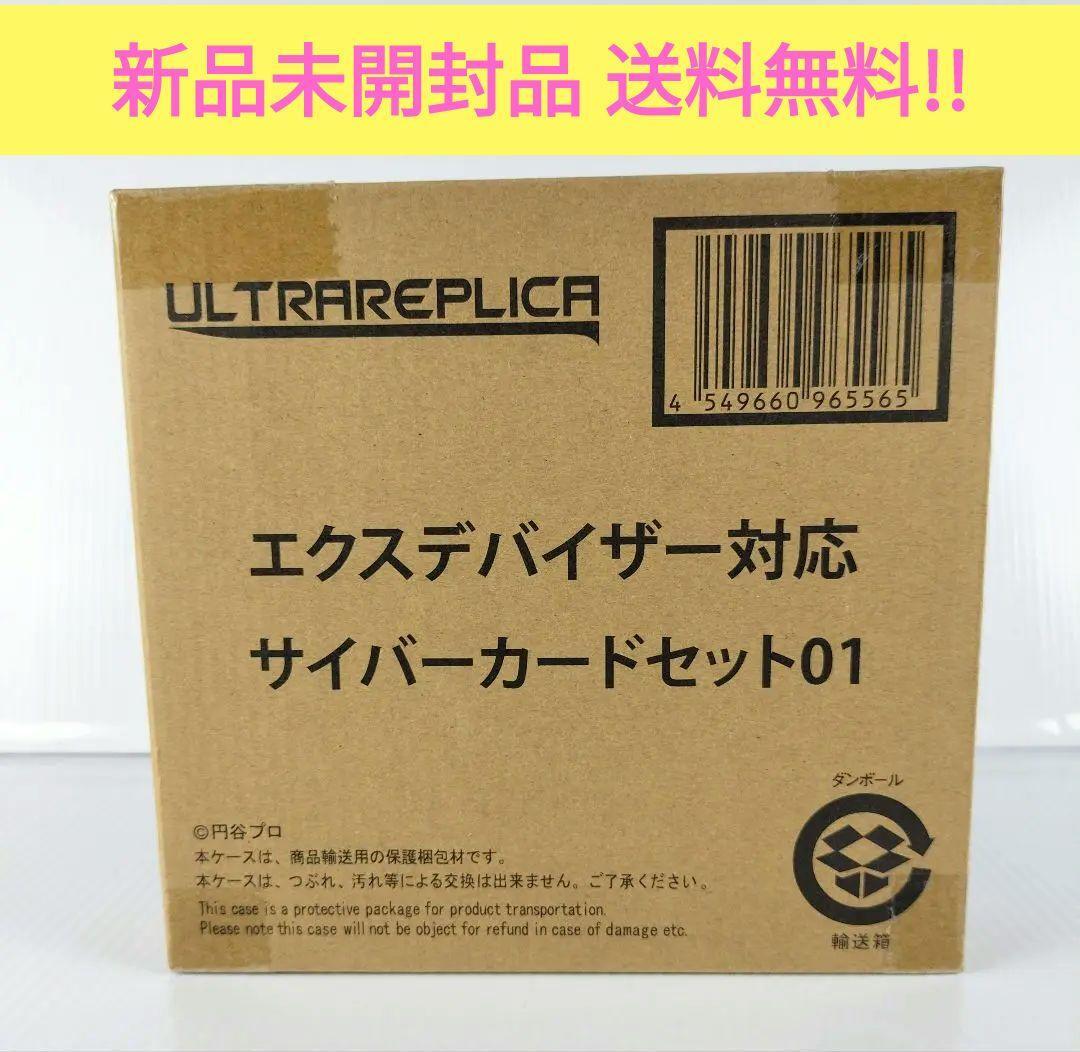 新品未開封品 送料無料!!
ULTRAREPLICA
4 549660 965565
エクスデバイザー対応
サイバーカードセット01
ダンボール
©円谷プロ
本ケースは、商品輸送用の保護梱包材です。
本ケースは、つぶれ、汚れ等による交換は出来ません。ご了承ください。
This case is a protective package for product transportation.
Please note this case will not be object for refund in case of damage etc.
輸送箱